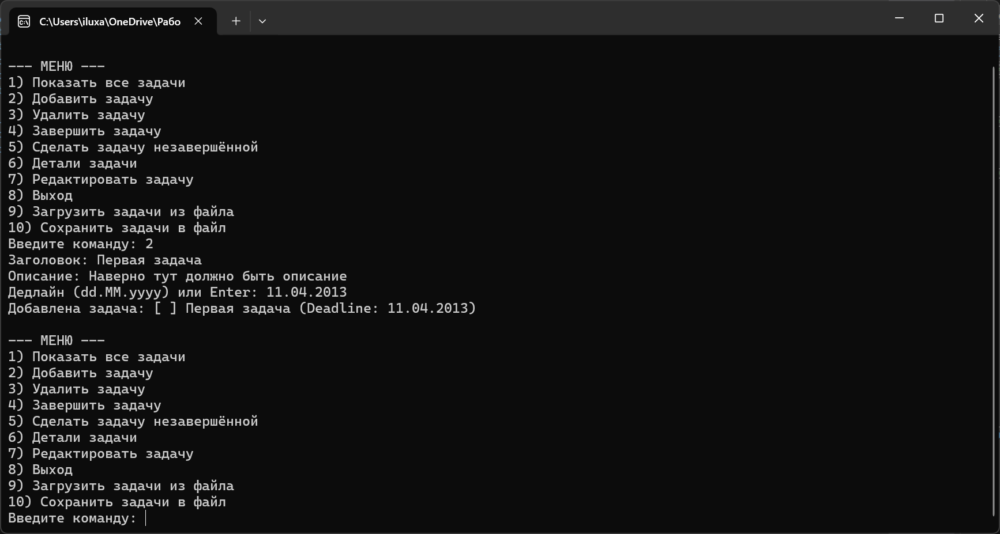 C:\Users\iluxa\OneDrive\Рабо
--- МЕНЮ ---
1) Показать все задачи
2) Добавить задачу
3) Удалить задачу
4) Завершить задачу
5) Сделать задачу незавершённой
6) Детали задачи
7) Редактировать задачу
8) Выход
9) Загрузить задачи из файла
10) Сохранить задачи в файл
Введите команду: 2
Заголовок: Первая задача
Описание: Наверно тут должно быть описание
Дедлайн (dd.MM.yyyy) или Enter: 11.04.2013
Добавлена задача: [ ] Первая задача (Deadline: 11.04.2013)
--- МЕНЮ ---
1) Показать все задачи
2) Добавить задачу
3) Удалить задачу
4) Завершить задачу
5) Сделать задачу незавершённой
6) Детали задачи
7) Редактировать задачу
8) Выход
9) Загрузить задачи из файла
10) Сохранить задачи в файл
Введите команду: